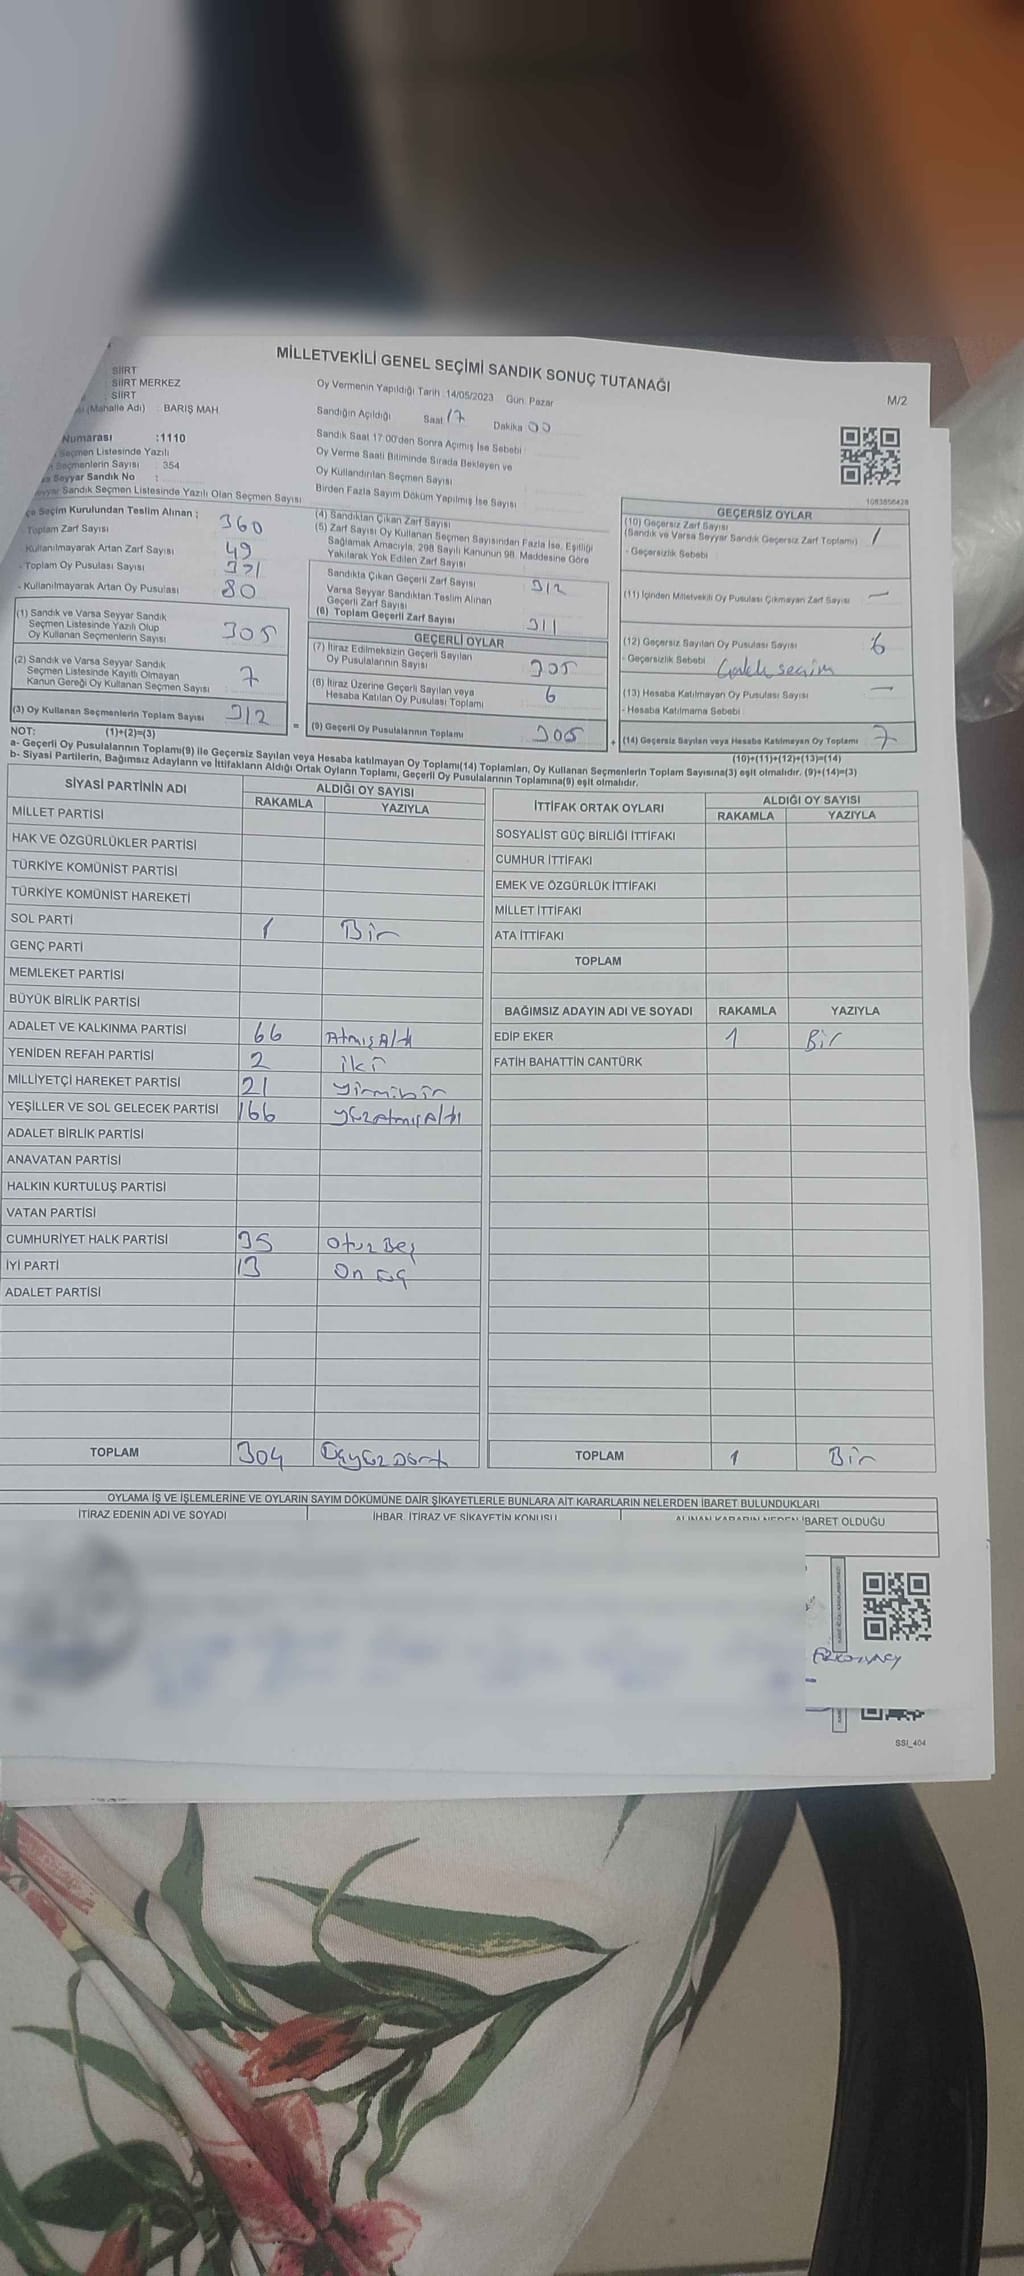 MİLLETVEKİLİ GENEL SEÇİMİ SANDIK SONUÇ TUTANAĞI
M/2
SİİRT
SİİRT MERKEZ
SİİRT
(Mahalle Adı) : BARIŞ MAH.
Numarası :1110
Seçmen Listesinde Yazılı
Seçmenlerin Sayısı : 354
Seyyar Sandık No :
Seyyar Sandık Seçmen Listesinde Yazılı Olan Seçmen Sayısı
Oy Vermenin Yapıldığı Tarih : 14/05/2023 Gün: Pazar
Sandığın Açıldığı Saat 17 Dakika 00
Sandık Saat 17:00'den Sonra Açımış İse Sebebi :
Oy Verme Saati Bitiminde Sırada Bekleyen ve
Oy Kullandırılan Seçmen Sayısı
Birden Fazla Sayım Döküm Yapılmış İse Sayısı
1083856428
Seçim Kurulundan Teslim Alınan ;
Toplam Zarf Sayısı 360
Kullanılmayarak Artan Zarf Sayısı 49
- Toplam Oy Pusulası Sayısı
- Kullanılmayarak Artan Oy Pusulası 80
(1) Sandık ve Varsa Seyyar Sandık
Seçmen Listesinde Yazılı Olup
Oy Kullanan Seçmenlerin Sayısı 305
(2) Sandık ve Varsa Seyyar Sandık
Seçmen Listesinde Kayıtlı Olmayan
Kanun Gereği Oy Kullanan Seçmen Sayısı 7
(3) Oy Kullanan Seçmenlerin Toplam Sayısı 312
(4) Sandıktan Çıkan Zarf Sayısı
(5) Zarf Sayısı Oy Kullanan Seçmen Sayısından Fazla İse, Eşitliği
Sağlamak Amacıyla, 298 Sayılı Kanunun 98. Maddesine Göre
Yakılarak Yok Edilen Zarf Sayısı
Sandıkta Çıkan Geçerli Zarf Sayısı 312
Varsa Seyyar Sandıktan Teslim Alınan
Geçerli Zarf Sayısı
(6) Toplam Geçerli Zarf Sayısı 311
GEÇERLİ OYLAR
(7) İtiraz Edilmeksizin Geçerli Sayılan
Oy Pusulalarının Sayısı 305
(8) İtiraz Üzerine Geçerli Sayılan veya
Hesaba Katılan Oy Pusulası Toplamı 6
= (9) Geçerli Oy Pusulalarının Toplamı 305
GEÇERSİZ OYLAR
(10) Geçersiz Zarf Sayısı
(Sandık ve Varsa Seyyar Sandık Geçersiz Zarf Toplamı) 1
- Geçersizlik Sebebi :
(11) İçinden Milletvekili Oy Pusulası Çıkmayan Zarf Sayısı —
(12) Geçersiz Sayılan Oy Pusulası Sayısı 6
- Geçersizlik Sebebi seçim
(13) Hesaba Katılmayan Oy Pusulası Sayısı —
- Hesaba Katılmama Sebebi :
+ (14) Geçersiz Sayılan veya Hesaba Katılmayan Oy Toplamı 7
NOT: (1)+(2)=(3)
(10)+(11)+(12)+(13)=(14)
a- Geçerli Oy Pusulalarının Toplamı(9) ile Geçersiz Sayılan veya Hesaba katılmayan Oy Toplamı(14) Toplamları, Oy Kullanan Seçmenlerin Toplam Sayısına(3) eşit olmalıdır. (9)+(14)=(3)
b- Siyasi Partilerin, Bağımsız Adayların ve İttifakların Aldığı Ortak Oyların Toplamı, Geçerli Oy Pusulalarının Toplamına(9) eşit olmalıdır.
SİYASİ PARTİNİN ADI ALDIĞI OY SAYISI
RAKAMLA YAZIYLA
MİLLET PARTİSİ
HAK VE ÖZGÜRLÜKLER PARTİSİ
TÜRKİYE KOMÜNİST PARTİSİ
TÜRKİYE KOMÜNİST HAREKETİ
SOL PARTİ 1 Bir
GENÇ PARTİ
MEMLEKET PARTİSİ
BÜYÜK BİRLİK PARTİSİ
ADALET VE KALKINMA PARTİSİ 66 Atmış Altı
YENİDEN REFAH PARTİSİ 2 iki
MİLLİYETÇİ HAREKET PARTİSİ 21 yirmibir
YEŞİLLER VE SOL GELECEK PARTİSİ 166 yüzatmışaltı
ADALET BİRLİK PARTİSİ
ANAVATAN PARTİSİ
HALKIN KURTULUŞ PARTİSİ
VATAN PARTİSİ
CUMHURİYET HALK PARTİSİ 35 otuz Beş
İYİ PARTİ 13 On üç
ADALET PARTİSİ
TOPLAM 304 Üçyüz Dört
İTTİFAK ORTAK OYLARI ALDIĞI OY SAYISI
RAKAMLA YAZIYLA
SOSYALİST GÜÇ BİRLİĞİ İTTİFAKI
CUMHUR İTTİFAKI
EMEK VE ÖZGÜRLÜK İTTİFAKI
MİLLET İTTİFAKI
ATA İTTİFAKI
TOPLAM
BAĞIMSIZ ADAYIN ADI VE SOYADI RAKAMLA YAZIYLA
EDİP EKER 1 Bir
FATİH BAHATTİN CANTÜRK
TOPLAM 1 Bir
OYLAMA İŞ VE İŞLEMLERİNE VE OYLARIN SAYIM DÖKÜMÜNE DAİR ŞİKAYETLERLE BUNLARA AİT KARARLARIN NELERDEN İBARET BULUNDUKLARI
İTİRAZ EDENİN ADI VE SOYADI İHBAR, İTİRAZ VE ŞİKAYETİN KONUSU ALINAN KARARIN NEDEN İBARET OLDUĞU
SSI_404